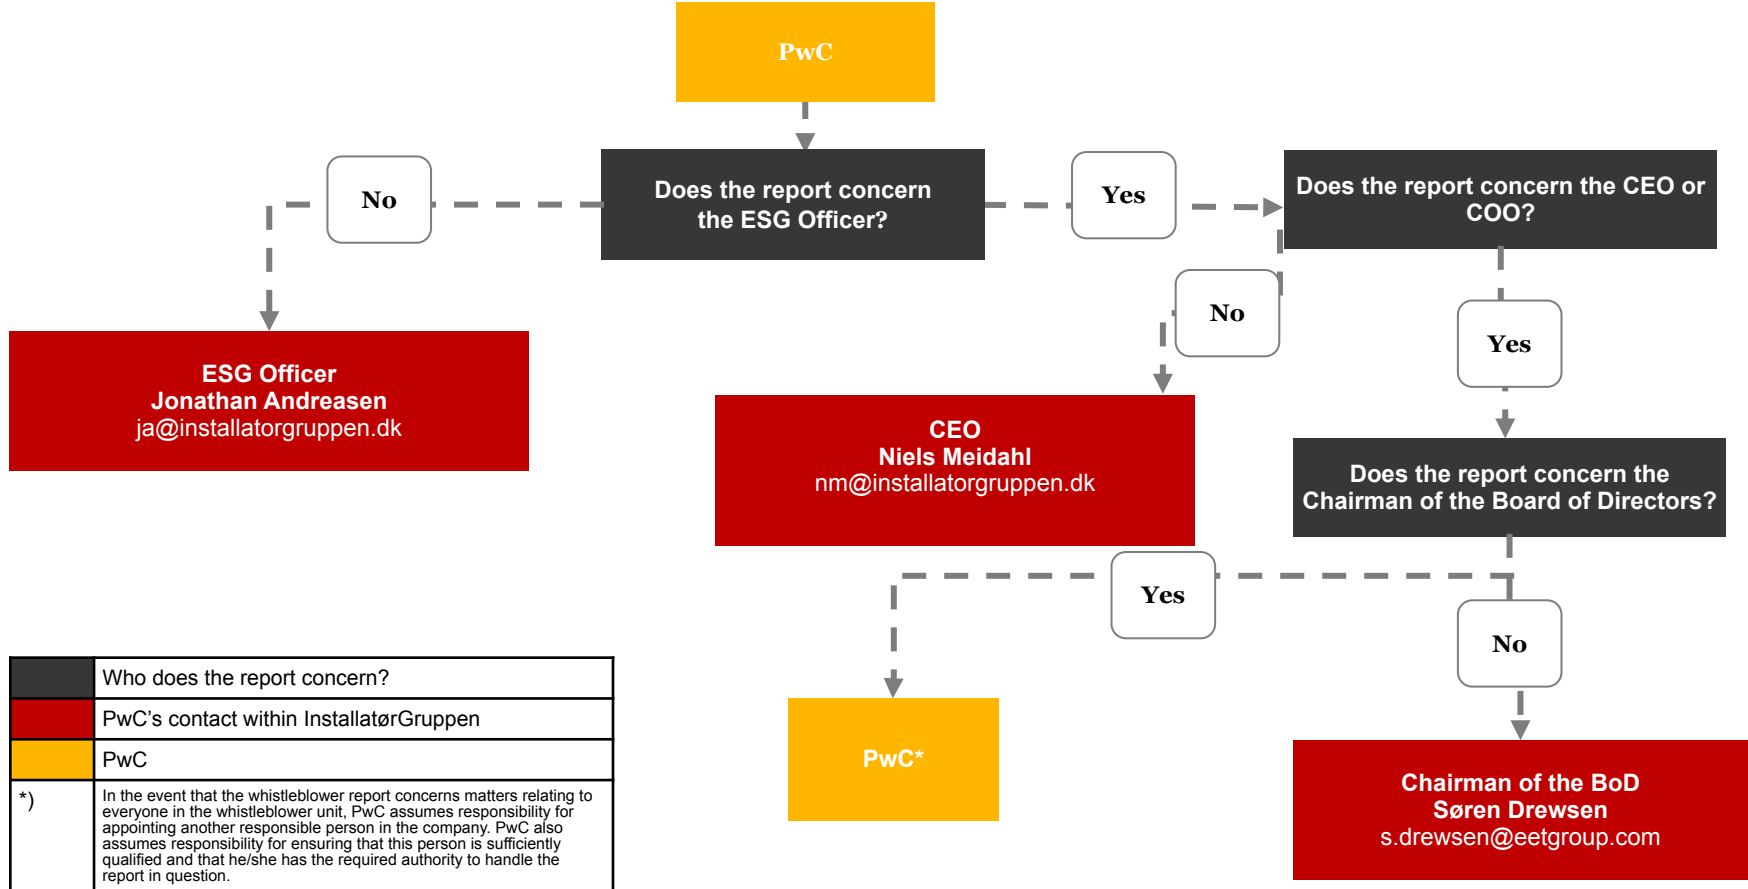 PwC
No
Does the report concern
the ESG Officer?
Yes
Does the report concern the CEO or
COO?
No
Yes
ESG Officer
Jonathan Andreasen
ja@installatorgruppen.dk
CEO
Niels Meidahl
nm@installatorgruppen.dk
Does the report concern the
Chairman of the Board of Directors?
Yes
No
PwC*
Chairman of the BoD
Søren Drewsen
s.drewsen@eetgroup.com
Who does the report concern?
PwC's contact within InstallatørGruppen
PwC
*)
In the event that the whistleblower report concerns matters relating to
everyone in the whistleblower unit, PwC assumes responsibility for
appointing another responsible person in the company. PwC also
assumes responsibility for ensuring that this person is sufficiently
qualified and that he/she has the required authority to handle the
report in question.